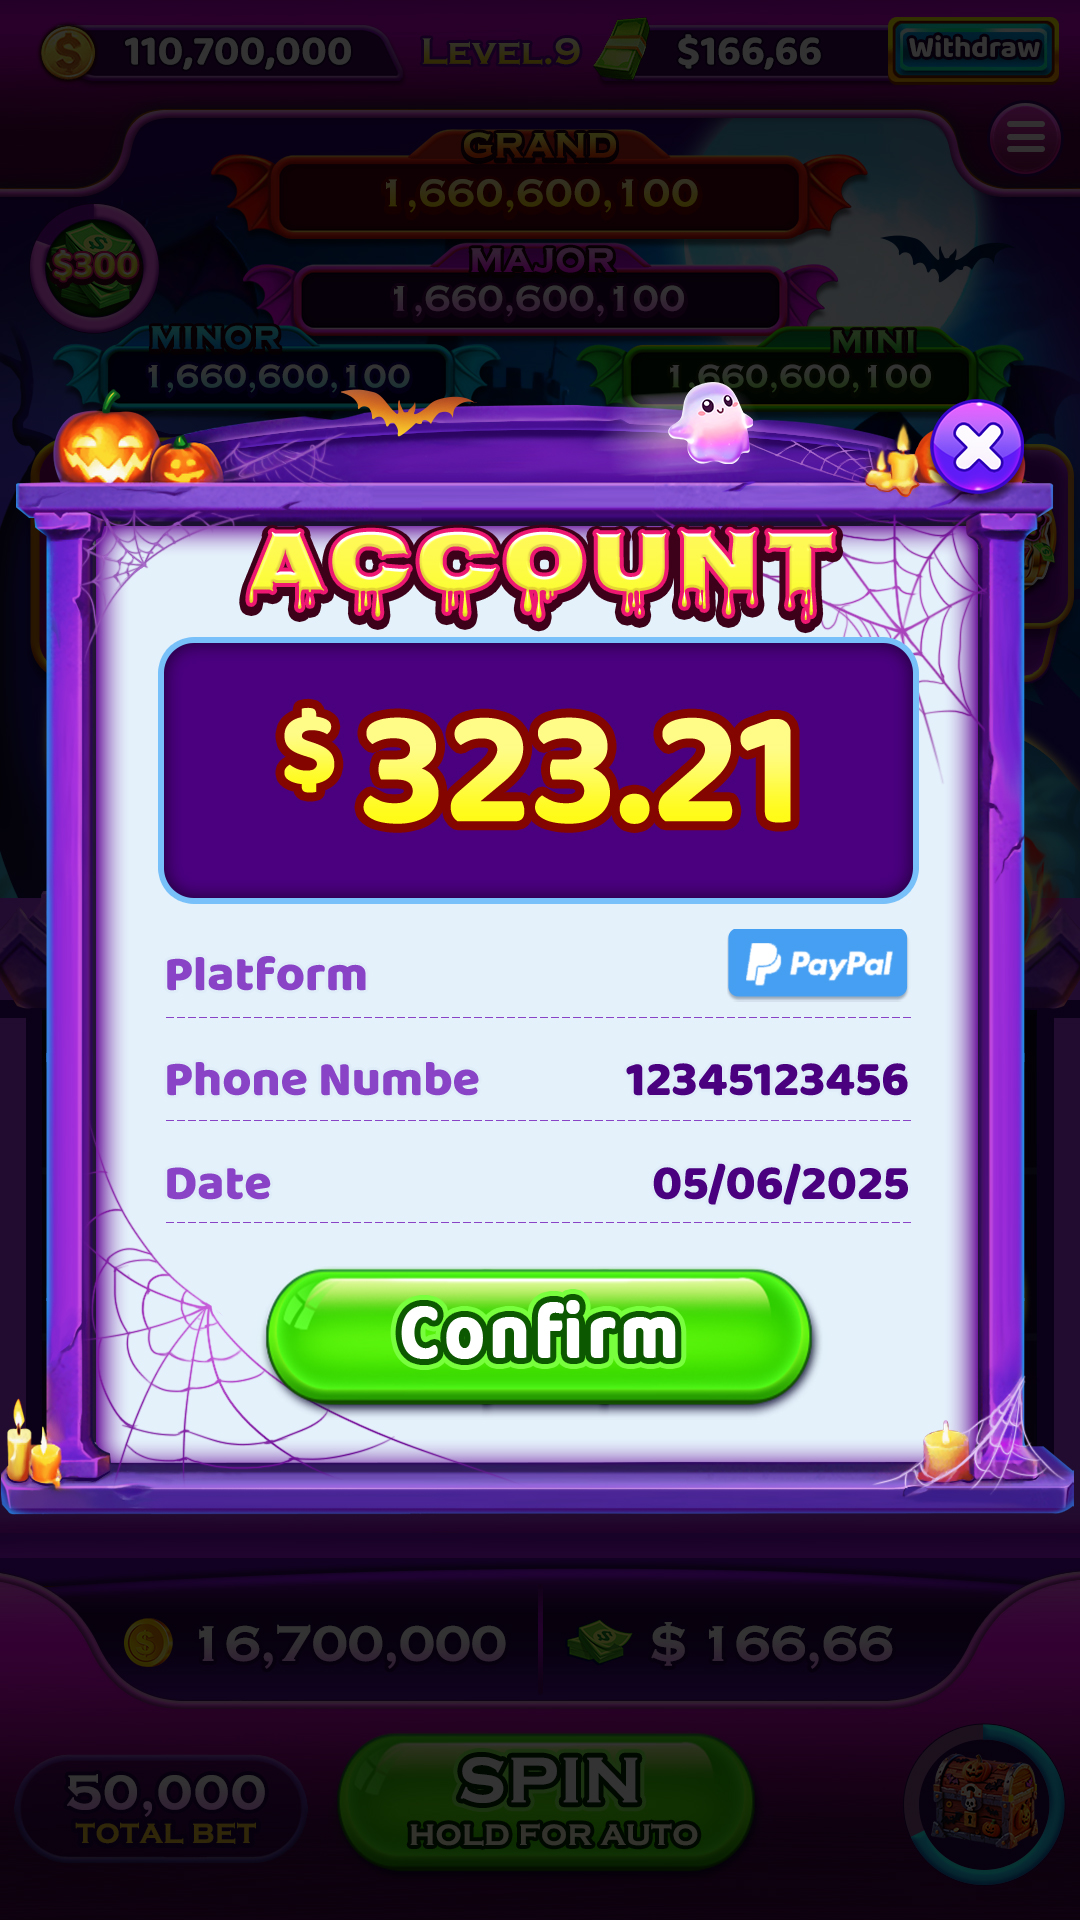 110,700,000
LEVEL.9
$166,66
Withdraw
GRAND
1,660,600,100
$300
MAJOR
1,660,600,100
MINOR
1,660,600,100
MINI
1,660,600,100
ACCOUNT
$323.21
Platform
PayPal
Phone Numbe
12345123456
Date
05/06/2025
Confirm
16,700,000
$ 166,66
50,000
TOTAL BET
SPIN
HOLD FOR AUTO